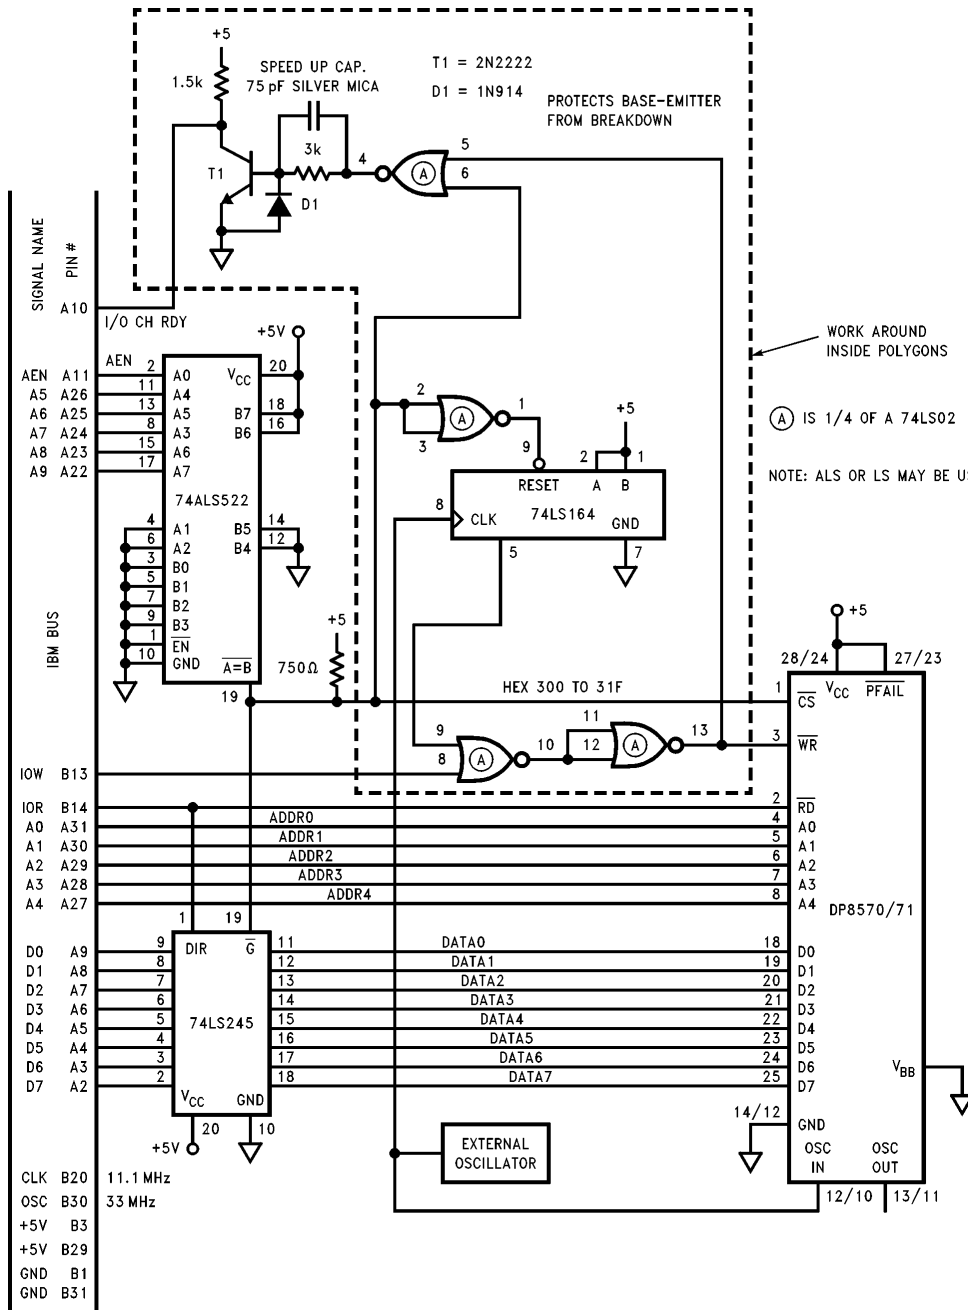 +5
1.5k
SPEED UP CAP.
75 pF SILVER MICA
T1 = 2N2222
D1 = 1N914
PROTECTS BASE-EMITTER
FROM BREAKDOWN
T1
3k
4
A
5
6
D1
SIGNAL NAME
PIN #
A10
I/O CH RDY
+5V
WORK AROUND
INSIDE POLYGONS
A IS 1/4 OF A 74LS02
NOTE: ALS OR LS MAY BE U
AEN A11 AEN 2 A0 VCC 20
A5 A26 11 A4
A6 A25 13 A5 B7 18
A7 A24 8 A3 B6 16
A8 A23 15 A6
A9 A22 17 A7
74ALS522
4 A1 B5 14
6 A2 B4 12
3 B0
5 B1
7 B2
9 B3
1 EN
10 GND
A=B
19
IBM BUS
2
3
A
1
9
+5
2 1
RESET A B
8 CLK 74LS164 GND
5 7
+5
750Ω
HEX 300 TO 31F
+5
28/24 27/23
1 CS VCC PFAIL
9
8
A
10
11
12
A
13
3 WR
IOW B13
IOR B14 2 RD
A0 A31 ADDR0 4 A0
A1 A30 ADDR1 5 A1
A2 A29 ADDR2 6 A2
A3 A28 ADDR3 7 A3
A4 A27 ADDR4 8 A4
DP8570/71
1 19
DIR G
D0 A9 9 11 DATA0 18 D0
D1 A8 8 12 DATA1 19 D1
D2 A7 7 13 DATA2 20 D2
D3 A6 6 14 DATA3 21 D3
D4 A5 5 74LS245 15 DATA4 22 D4
D5 A4 4 16 DATA5 23 D5
D6 A3 3 17 DATA6 24 D6
D7 A2 2 18 DATA7 25 D7
VBB
VCC GND
20 10
+5V
14/12 GND
EXTERNAL
OSCILLATOR
OSC IN
OSC OUT
12/10 13/11
CLK B20 11.1 MHz
OSC B30 33 MHz
+5V B3
+5V B29
GND B1
GND B31